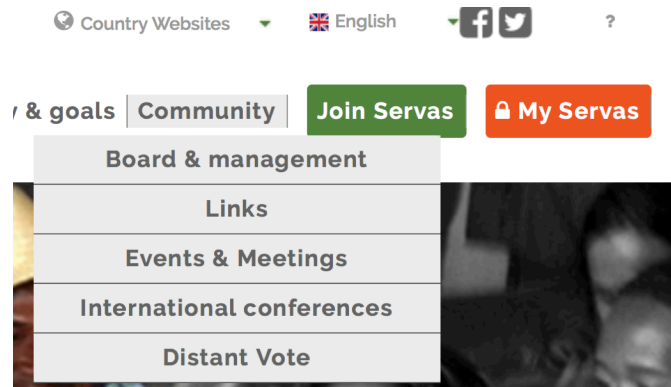 Country Websites English ?
& goals Community Join Servas My Servas
Board & management
Links
Events & Meetings
International conferences
Distant Vote